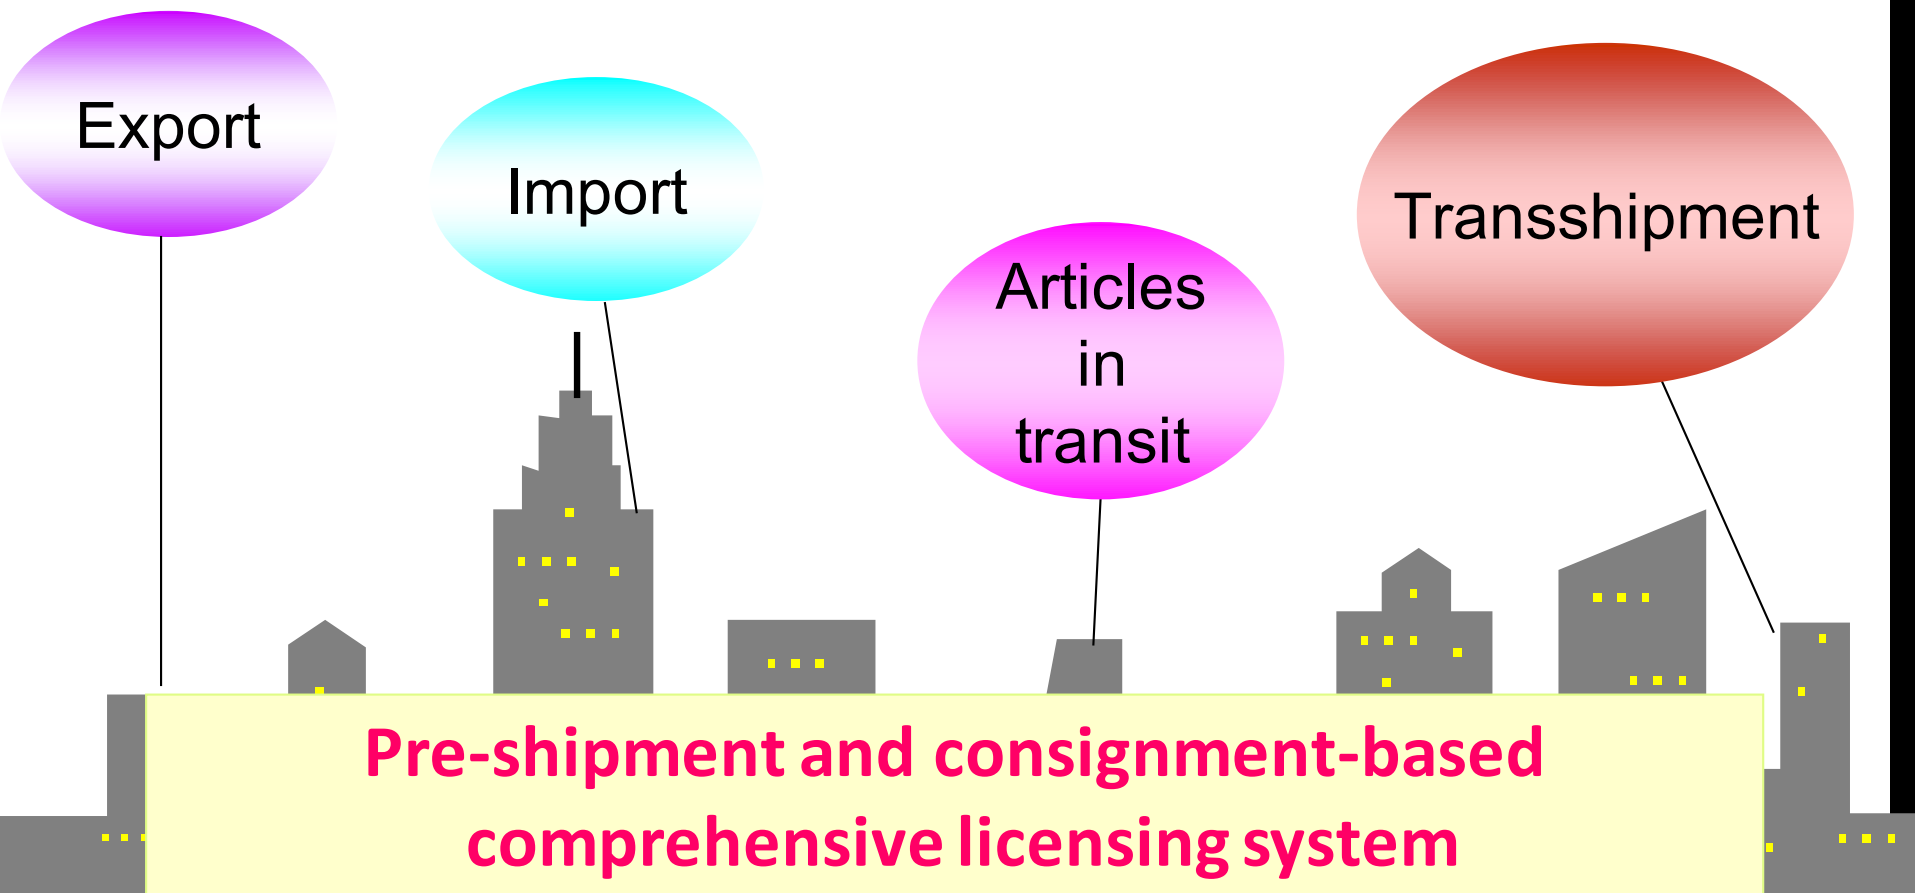 Export
Import
Articles
in
transit
Transshipment
Pre-shipment and consignment-based
comprehensive licensing system